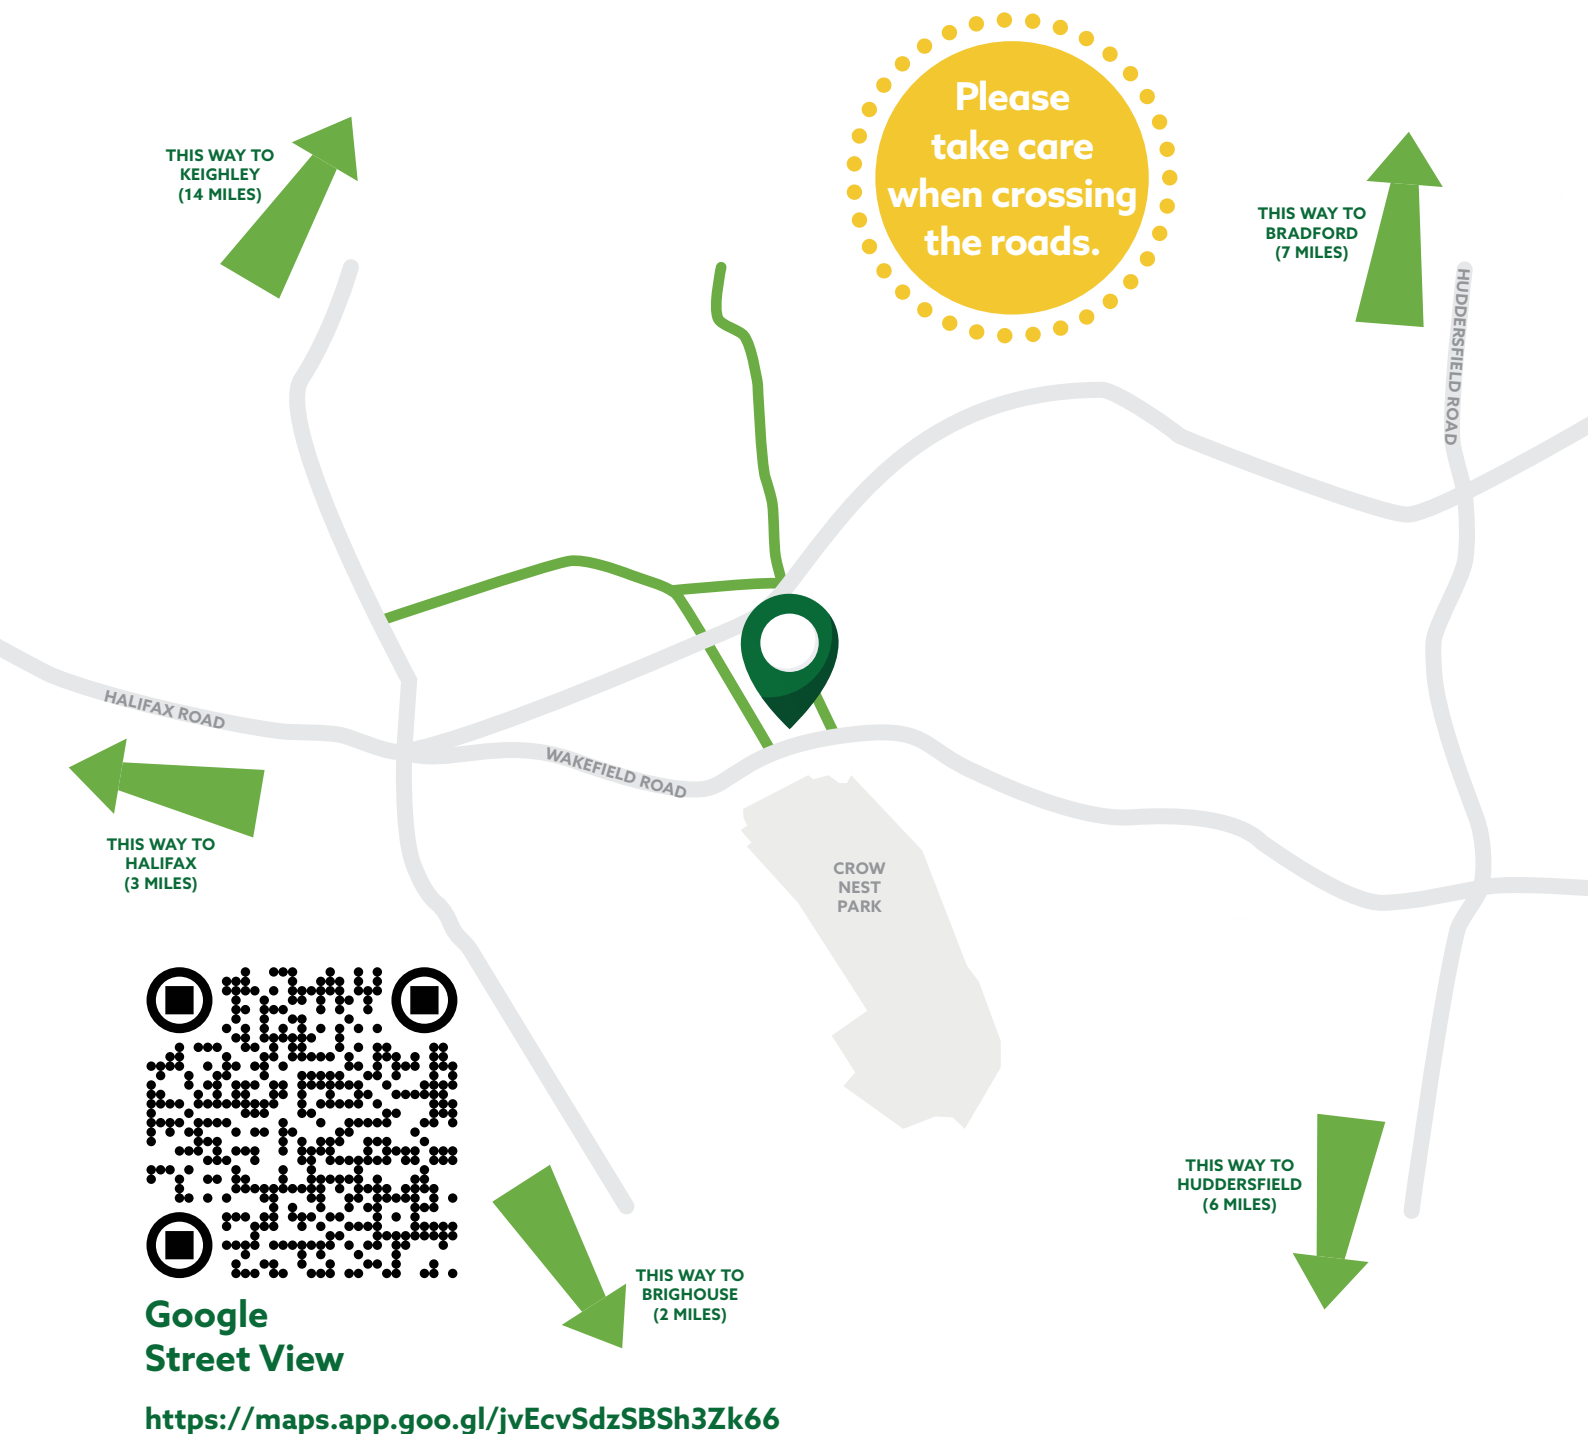 Please
take care
when crossing
the roads.
THIS WAY TO
KEIGHLEY
(14 MILES)
THIS WAY TO
BRADFORD
(7 MILES)
HUDDERSFIELD ROAD
HALIFAX ROAD
WAKEFIELD ROAD
THIS WAY TO
HALIFAX
(3 MILES)
CROW
NEST
PARK
THIS WAY TO
HUDDERSFIELD
(6 MILES)
THIS WAY TO
BRIGHOUSE
(2 MILES)
Google
Street View
https://maps.app.goo.gl/jvEcvSdzSBSh3Zk66